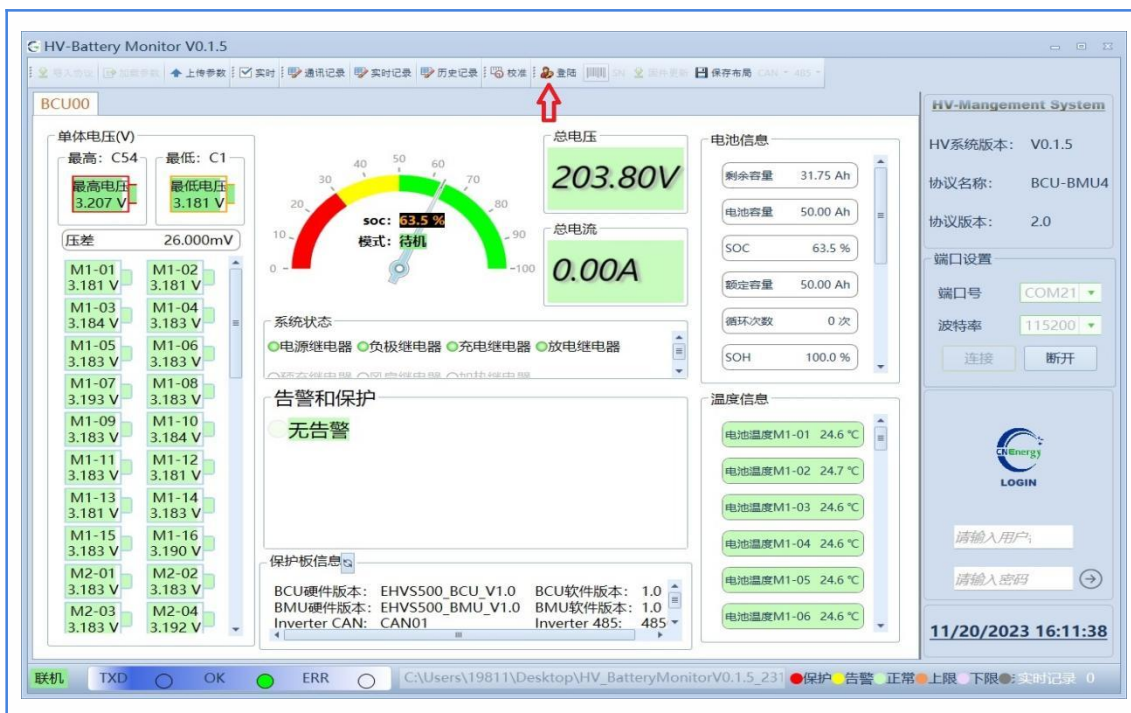 HV-Battery Monitor V0.1.5
上传参数 实时 通讯记录 实时记录 历史记录 校准 登陆 SN 固件更新 保存布局 CAN 485
BCU00
单体电压(V)
最高: C54 最低: C1
最高电压 最低电压
3.207 V 3.181 V
压差 26.000mV
M1-01 M1-02
3.181 V 3.181 V
M1-03 M1-04
3.184 V 3.183 V
M1-05 M1-06
3.183 V 3.183 V
M1-07 M1-08
3.193 V 3.183 V
M1-09 M1-10
3.183 V 3.184 V
M1-11 M1-12
3.183 V 3.181 V
M1-13 M1-14
3.181 V 3.183 V
M1-15 M1-16
3.183 V 3.190 V
M2-01 M2-02
3.183 V 3.183 V
M2-03 M2-04
3.183 V 3.192 V
0 10 20 30 40 50 60 70 80 90 100
soc: 63.5 %
模式: 待机
总电压
203.80V
总电流
0.00A
系统状态
电源继电器 负极继电器 充电继电器 放电继电器
告警和保护
无告警
保护板信息
BCU硬件版本: EHVS500_BCU_V1.0 BCU软件版本: 1.0
BMU硬件版本: EHVS500_BMU_V1.0 BMU软件版本: 1.0
Inverter CAN: CAN01 Inverter 485: 485
电池信息
剩余容量 31.75 Ah
电池容量 50.00 Ah
SOC 63.5 %
额定容量 50.00 Ah
循环次数 0 次
SOH 100.0 %
温度信息
电池温度M1-01 24.6 ℃
电池温度M1-02 24.7 ℃
电池温度M1-03 24.6 ℃
电池温度M1-04 24.6 ℃
电池温度M1-05 24.6 ℃
电池温度M1-06 24.6 ℃
HV-Mangement System
HV系统版本: V0.1.5
协议名称: BCU-BMU4
协议版本: 2.0
端口设置
端口号 COM21
波特率 115200
连接 断开
CNEnergy
LOGIN
请输入用户
请输入密码
11/20/2023 16:11:38
联机 TXD OK ERR C:\Users\19811\Desktop\HV_BatteryMonitorV0.1.5_231 保护 告警 正常 上限 下限 实时记录 0